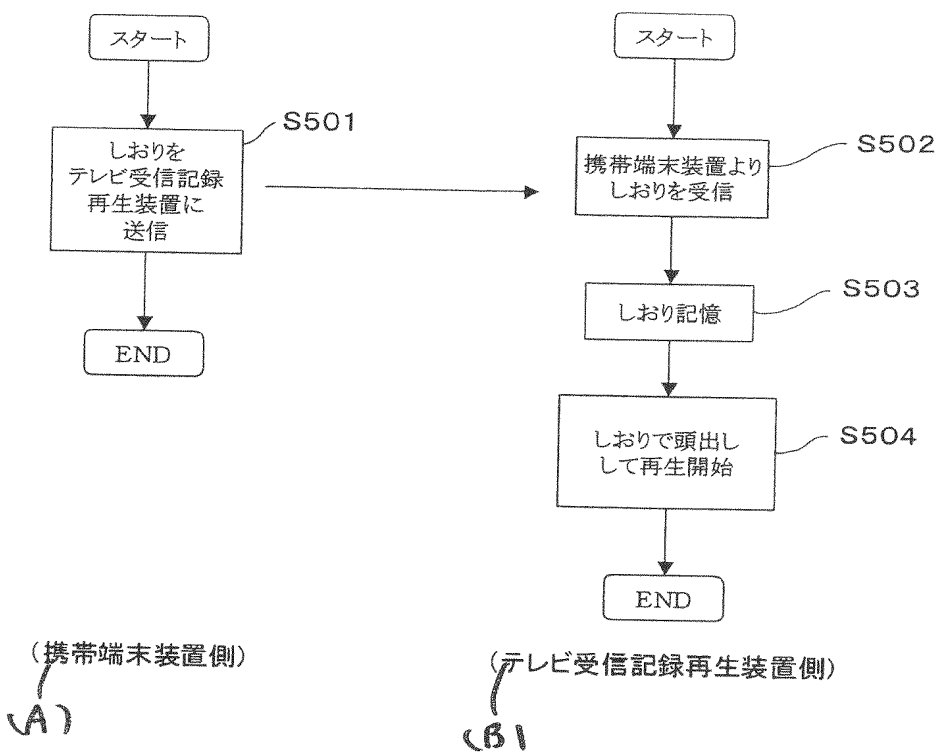 スタート
S501
しおりを
テレビ受信記録
再生装置に
送信
END
(携帯端末装置側)
(A)
スタート
S502
携帯端末装置より
しおりを受信
S503
しおり記憶
S504
しおりで頭出し
して再生開始
END
(テレビ受信記録再生装置側)
(B)